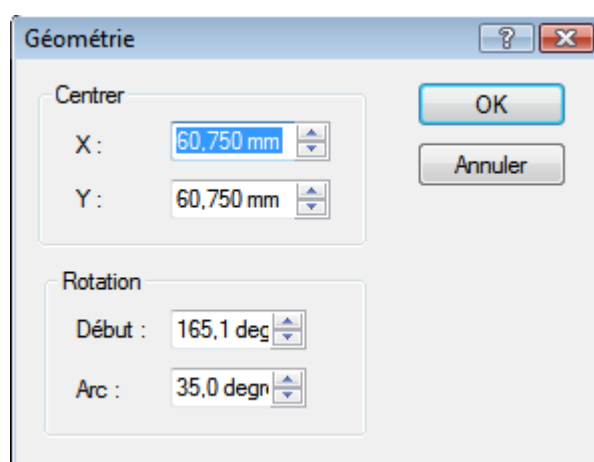 Géométrie
Centrer
X : 60,750 mm
Y : 60,750 mm
OK
Annuler
Rotation
Début : 165,1 deg
Arc : 35,0 degr